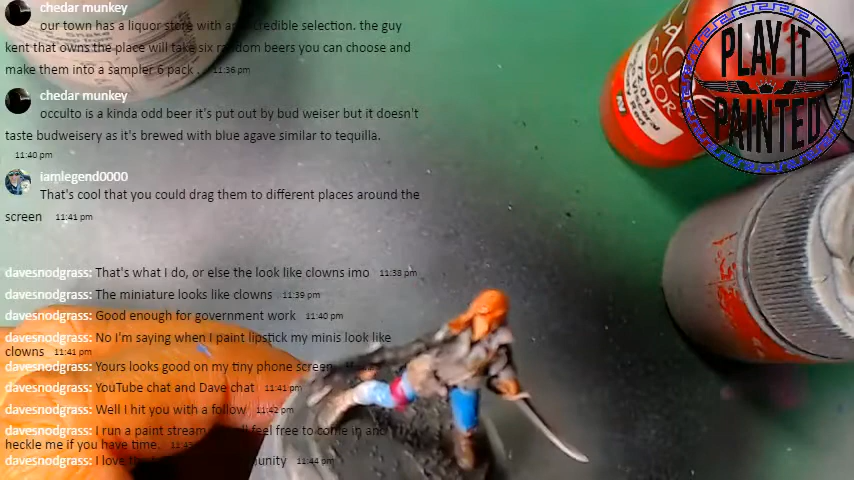 chedar munkey
our town has a liquor store with an incredible selection. the guy
kent that owns the place will take six random beers you can choose and
make them into a sampler 6 pack . 11:36 pm
chedar munkey
occulto is a kinda odd beer it's put out by bud weiser but it doesn't
taste budweisery as it's brewed with blue agave similar to tequilla.
11:40 pm
iamlegend0000
That's cool that you could drag them to different places around the
screen 11:41 pm
davesnodgrass: That's what I do, or else the look like clowns imo 11:38 pm
davesnodgrass: The miniature looks like clowns 11:39 pm
davesnodgrass: Good enough for government work 11:40 pm
davesnodgrass: No I'm saying when I paint lipstick my minis look like
clowns 11:41 pm
davesnodgrass: Yours looks good on my tiny phone screen
davesnodgrass: YouTube chat and Dave chat 11:41 pm
davesnodgrass: Well I hit you with a follow 11:42 pm
davesnodgrass: I run a paint stream feel free to come in and
heckle me if you have time.
davesnodgrass: I love 11:44 pm
PLAY IT
PAINTED
COLOR
72.011